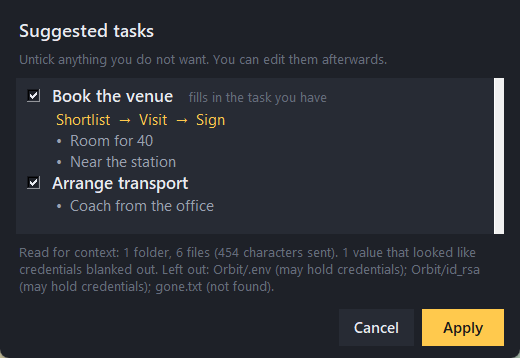 Suggested tasks
Untick anything you do not want. You can edit them afterwards.
Book the venue fills in the task you have
Shortlist → Visit → Sign
• Room for 40
• Near the station
Arrange transport
• Coach from the office
Read for context: 1 folder, 6 files (454 characters sent). 1 value that looked like
credentials blanked out. Left out: Orbit/.env (may hold credentials); Orbit/id_rsa
(may hold credentials); gone.txt (not found).
Cancel Apply